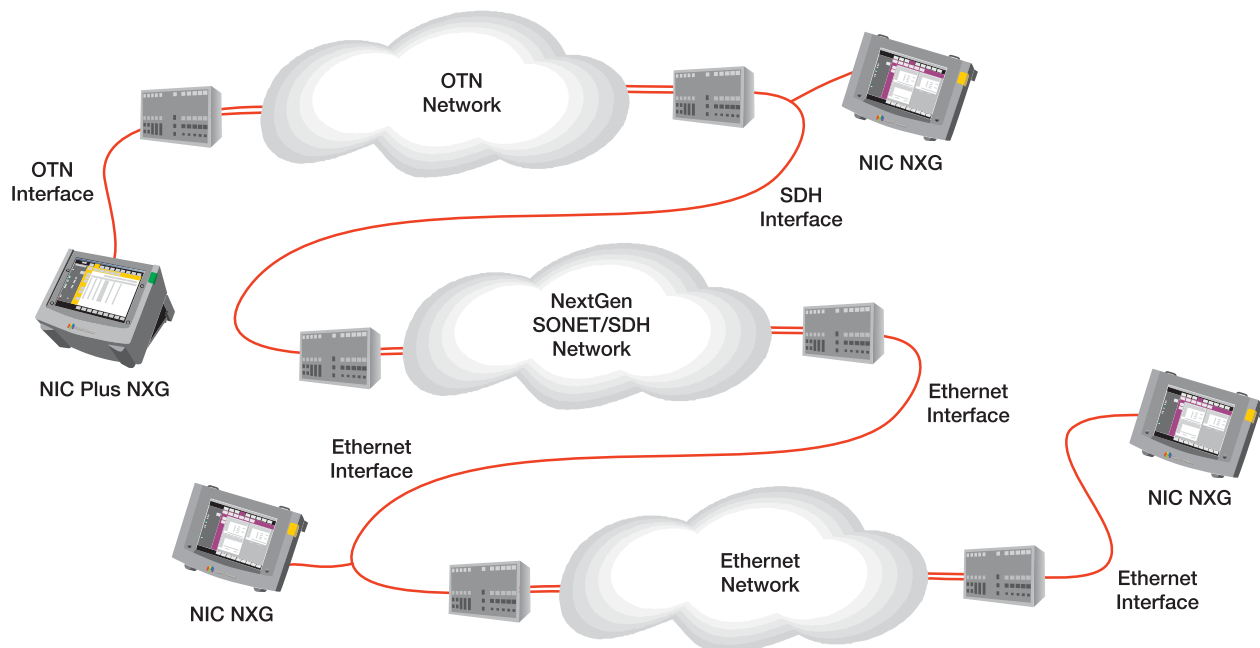 OTN
Network
NIC NXG
OTN
Interface
SDH
Interface
NIC Plus NXG
NextGen
SONET/SDH
Network
Ethernet
Interface
Ethernet
Interface
NIC NXG
NIC NXG
Ethernet
Network
Ethernet
Interface